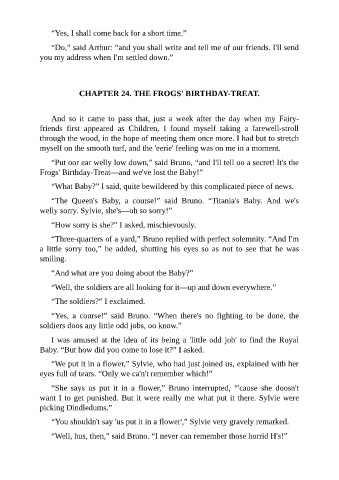 “Yes, I shall come back for a short time.”
“Do,” said Arthur: “and you shall write and tell me of our friends. I'll send
you my address when I'm settled down.”
CHAPTER 24. THE FROGS' BIRTHDAY-TREAT.
And so it came to pass that, just a week after the day when my Fairy-
friends first appeared as Children, I found myself taking a farewell-stroll
through the wood, in the hope of meeting them once more. I had but to stretch
myself on the smooth turf, and the 'eerie' feeling was on me in a moment.
“Put oor ear welly low down,” said Bruno, “and I'll tell oo a secret! It's the
Frogs' Birthday-Treat—and we've lost the Baby!”
“What Baby?” I said, quite bewildered by this complicated piece of news.
“The Queen's Baby, a course!” said Bruno. “Titania's Baby. And we's
welly sorry. Sylvie, she's—oh so sorry!”
“How sorry is she?” I asked, mischievously.
“Three-quarters of a yard,” Bruno replied with perfect solemnity. “And I'm
a little sorry too,” he added, shutting his eyes so as not to see that he was
smiling.
“And what are you doing about the Baby?”
“Well, the soldiers are all looking for it—up and down everywhere.”
“The soldiers?” I exclaimed.
“Yes, a course!” said Bruno. “When there's no fighting to be done, the
soldiers doos any little odd jobs, oo know.”
I was amused at the idea of its being a 'little odd job' to find the Royal
Baby. “But how did you come to lose it?” I asked.
“We put it in a flower,” Sylvie, who had just joined us, explained with her
eyes full of tears. “Only we ca'n't remember which!”
“She says us put it in a flower,” Bruno interrupted, “'cause she doosn't
want I to get punished. But it were really me what put it there. Sylvie were
picking Dindledums.”
“You shouldn't say 'us put it in a flower',” Sylvie very gravely remarked.
“Well, hus, then,” said Bruno. “I never can remember those horrid H's!”